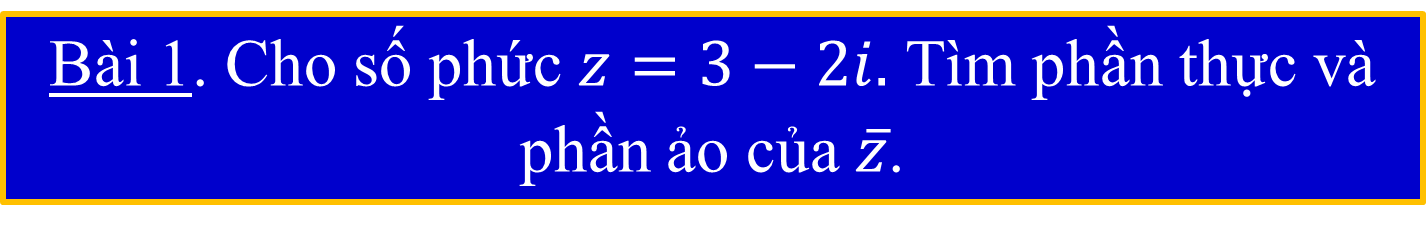 Bài 1. Cho số phức z = 3 − 2i. Tìm phần thực và
phần ảo của z̄.